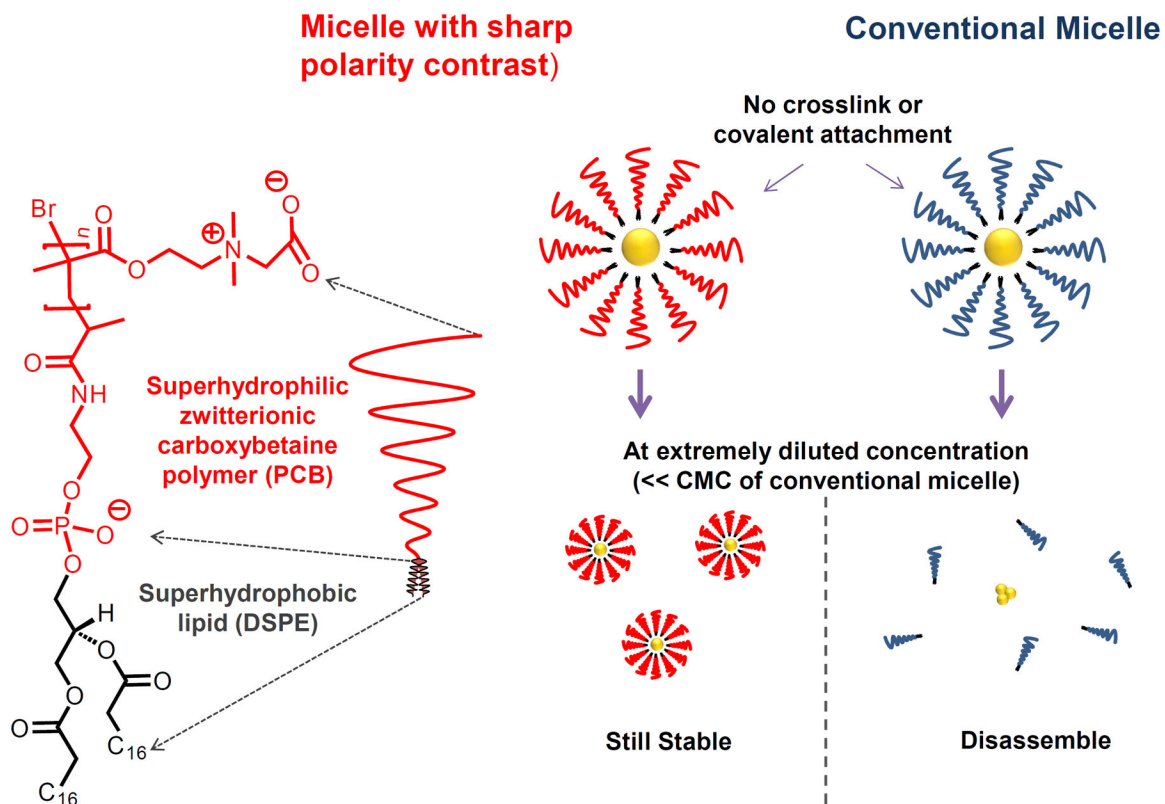 Micelle with sharp
polarity contrast)
Conventional Micelle
No crosslink or
covalent attachment
Br
n
O
O
N
⊕
O
⊖
O
O
N
H
Superhydrophilic
zwitterionic
carboxybetaine
polymer (PCB)
At extremely diluted concentration
(<< CMC of conventional micelle)
O
O
P
O
⊖
O
Superhydrophobic
lipid (DSPE)
H
O
O
O
O
C16
C16
Still Stable
Disassemble